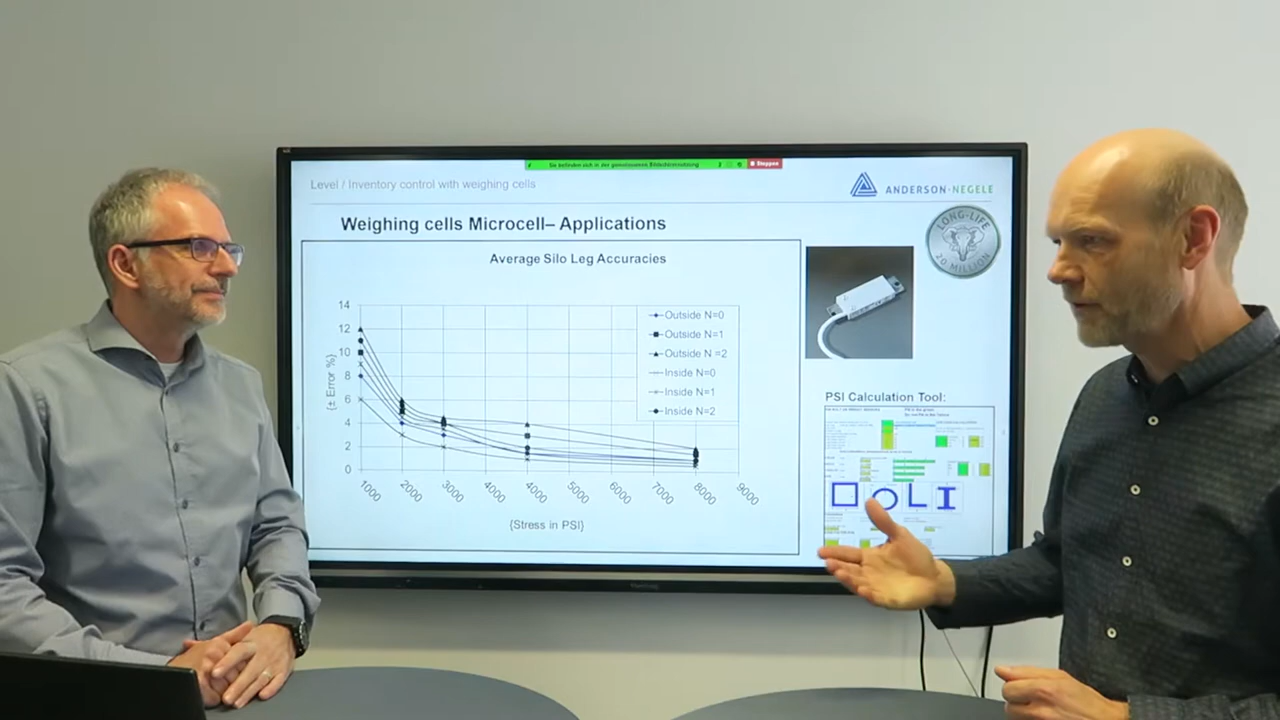 Sie befinden sich in der gemeinsamen Bildschirmnutzung
Stoppen
Level / Inventory control with weighing cells
ANDERSON-NEGELE
Weighing cells Microcell– Applications
LONG-LIFE
20 MILLION
Average Silo Leg Accuracies
14
12
10
8
6
4
2
0
{± Error %}
Outside N=0
Outside N=1
Outside N =2
Inside N=0
Inside N=1
Inside N=2
1000
2000
3000
4000
4000
5000
6000
7000
8000
9000
{Stress in PSI}
PSI Calculation Tool: